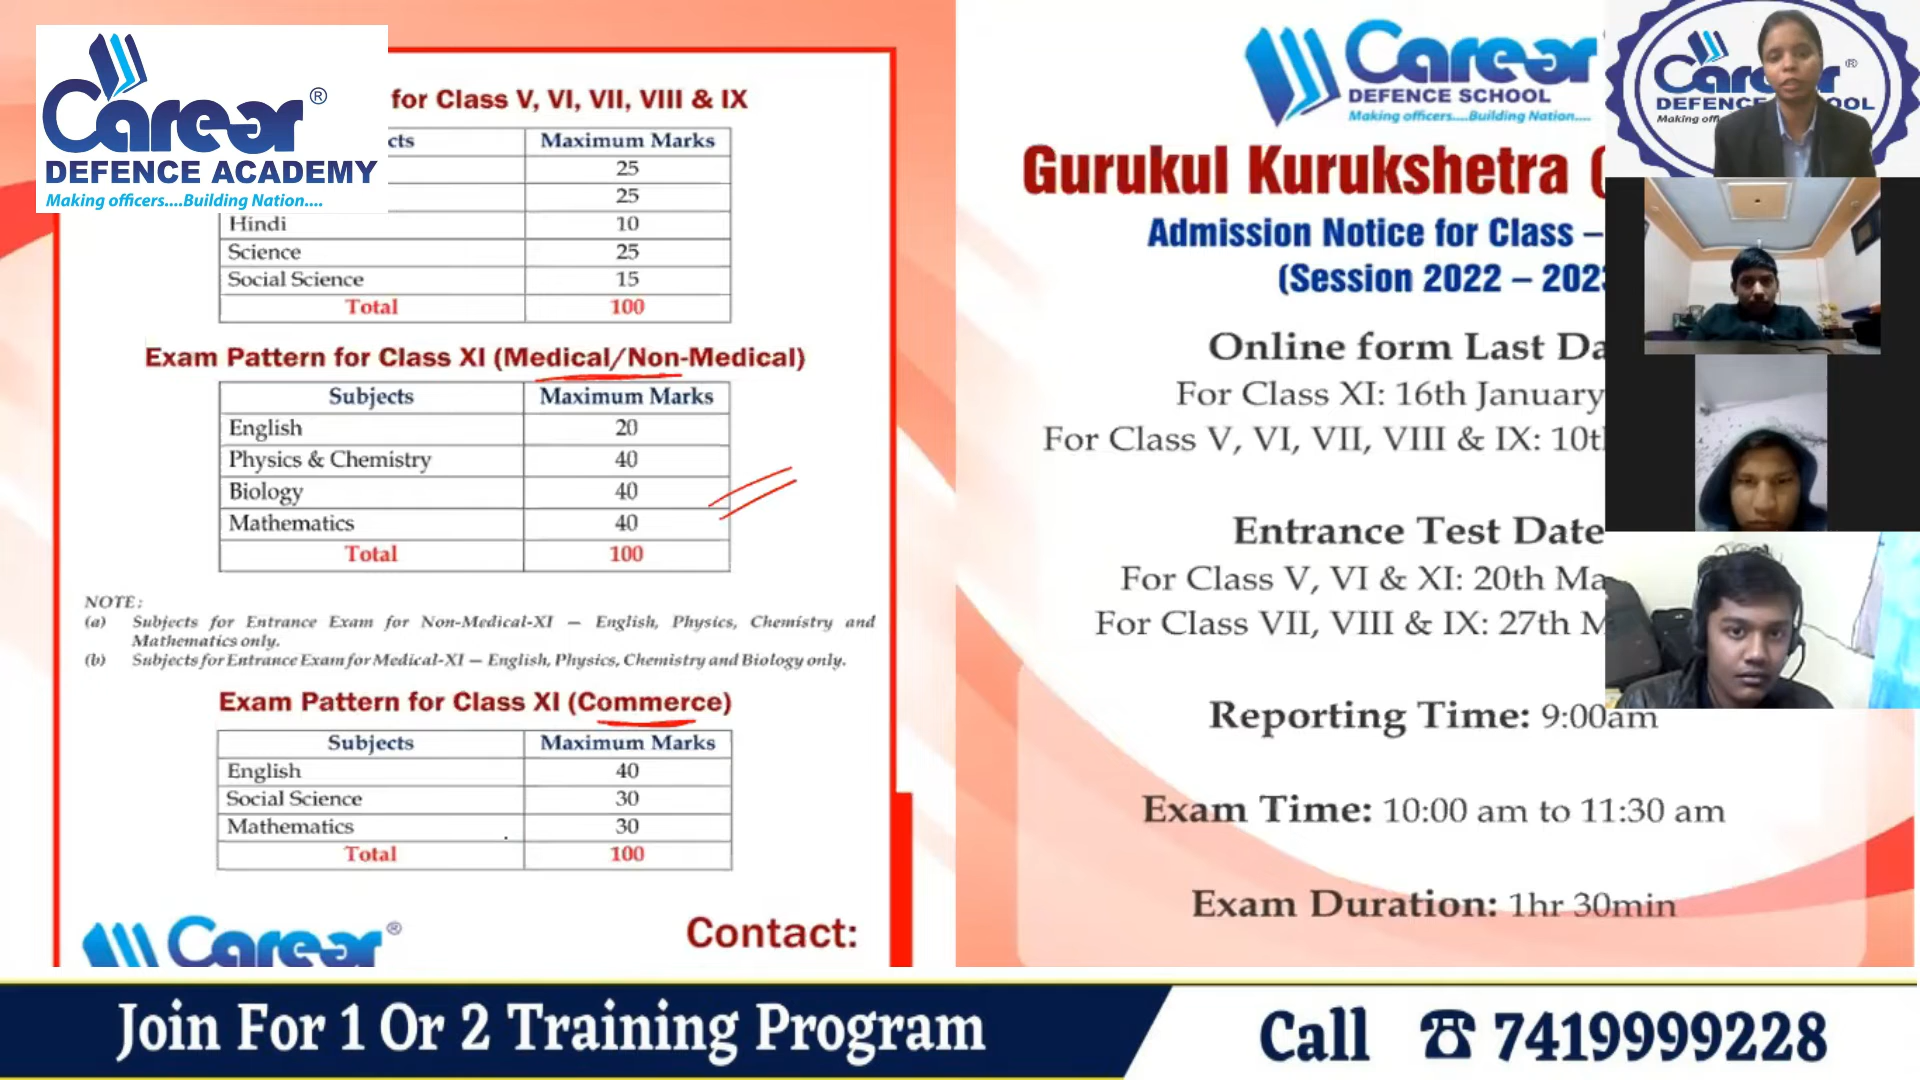 Carear®
DEFENCE ACADEMY
Making officers....Building Nation....
for Class V, VI, VII, VIII & IX
Maximum Marks
25
25
Hindi 10
Science 25
Social Science 15
Total 100
Exam Pattern for Class XI (Medical/Non-Medical)
Subjects Maximum Marks
English 20
Physics & Chemistry 40
Biology 40
Mathematics 40
Total 100
NOTE:
(a) Subjects for Entrance Exam for Non-Medical-XI — English, Physics, Chemistry and
Mathematics only.
(b) Subjects for Entrance Exam for Medical-XI — English, Physics, Chemistry and Biology only.
Exam Pattern for Class XI (Commerce)
Subjects Maximum Marks
English 40
Social Science 30
Mathematics 30
Total 100
Carear®
Contact:
Carear
DEFENCE SCHOOL
Making officers....Building Nation....
Gurukul Kurukshetra (
Admission Notice for Class –
(Session 2022 –
Online form Last
For Class XI: 16th January
For Class V, VI, VII, VIII & IX:
Entrance Test Date
For Class V, VI & XI: 20th
For Class VII, VIII & IX: 27th
Reporting Time: 9:00am
Exam Time: 10:00 am to 11:30 am
Exam Duration: 1hr 30min
Join For 1 Or 2 Training Program
Call ☎ 7419999228